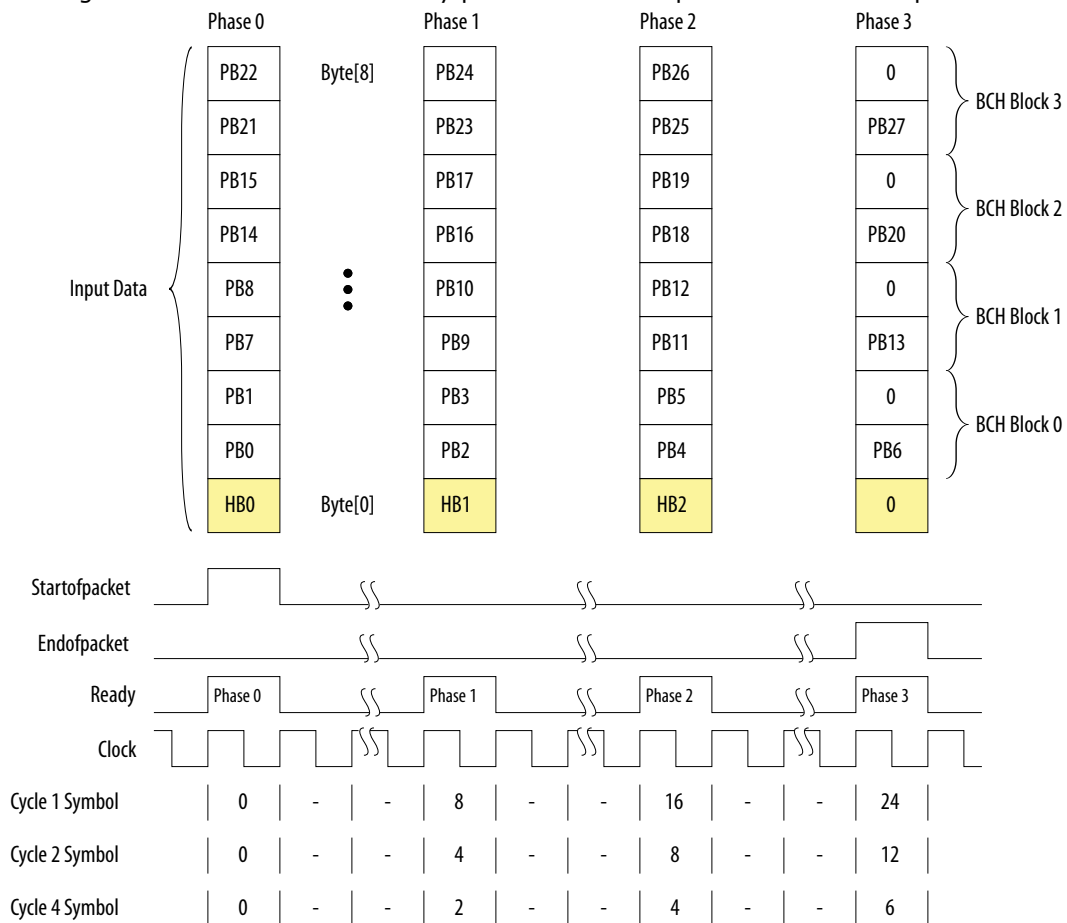 Phase 0 Phase 1 Phase 2 Phase 3
PB22 Byte[8] PB24 PB26 0
BCH Block 3
PB21 PB23 PB25 PB27
PB15 PB17 PB19 0
BCH Block 2
PB14 PB16 PB18 PB20
Input Data PB8 PB10 PB12 0
BCH Block 1
PB7 PB9 PB11 PB13
PB1 PB3 PB5 0
BCH Block 0
PB0 PB2 PB4 PB6
HB0 Byte[0] HB1 HB2 0
Startofpacket
Endofpacket
Ready Phase 0 Phase 1 Phase 2 Phase 3
Clock
Cycle 1 Symbol 0 - - 8 - - 16 - - 24
Cycle 2 Symbol 0 - - 4 - - 8 - - 12
Cycle 4 Symbol 0 - - 2 - - 4 - - 6